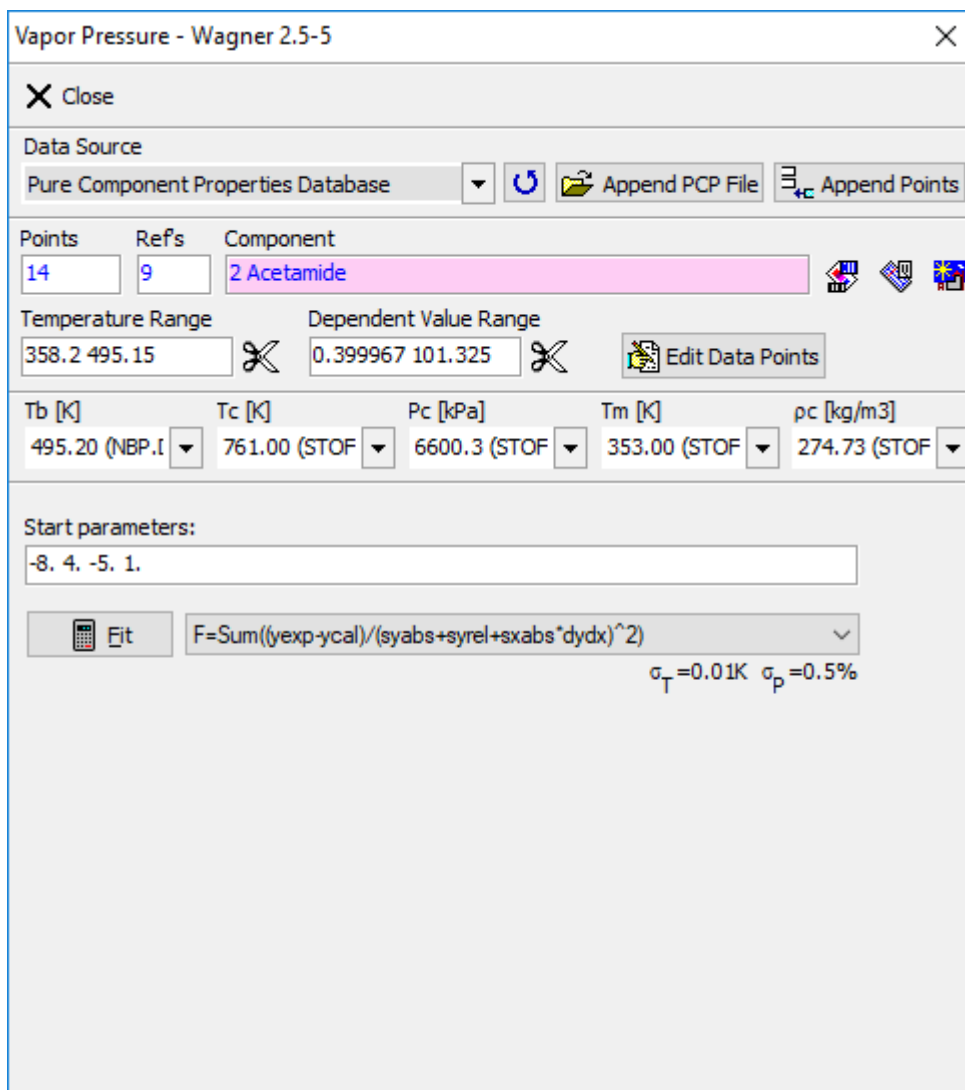 Vapor Pressure - Wagner 2.5-5
Close
Data Source
Pure Component Properties Database Append PCP File Append Points
Points Ref's Component
14 9 2 Acetamide
Temperature Range Dependent Value Range
358.2 495.15 0.399967 101.325 Edit Data Points
Tb [K] Tc [K] Pc [kPa] Tm [K] ρc [kg/m3]
495.20 (NBP.I 761.00 (STOF 6600.3 (STOF 353.00 (STOF 274.73 (STOF
Start parameters:
-8. 4. -5. 1.
Fit F=Sum((yexp-ycal)/(syabs+syrel+sxabs*dydx)^2)
σT=0.01K σP=0.5%